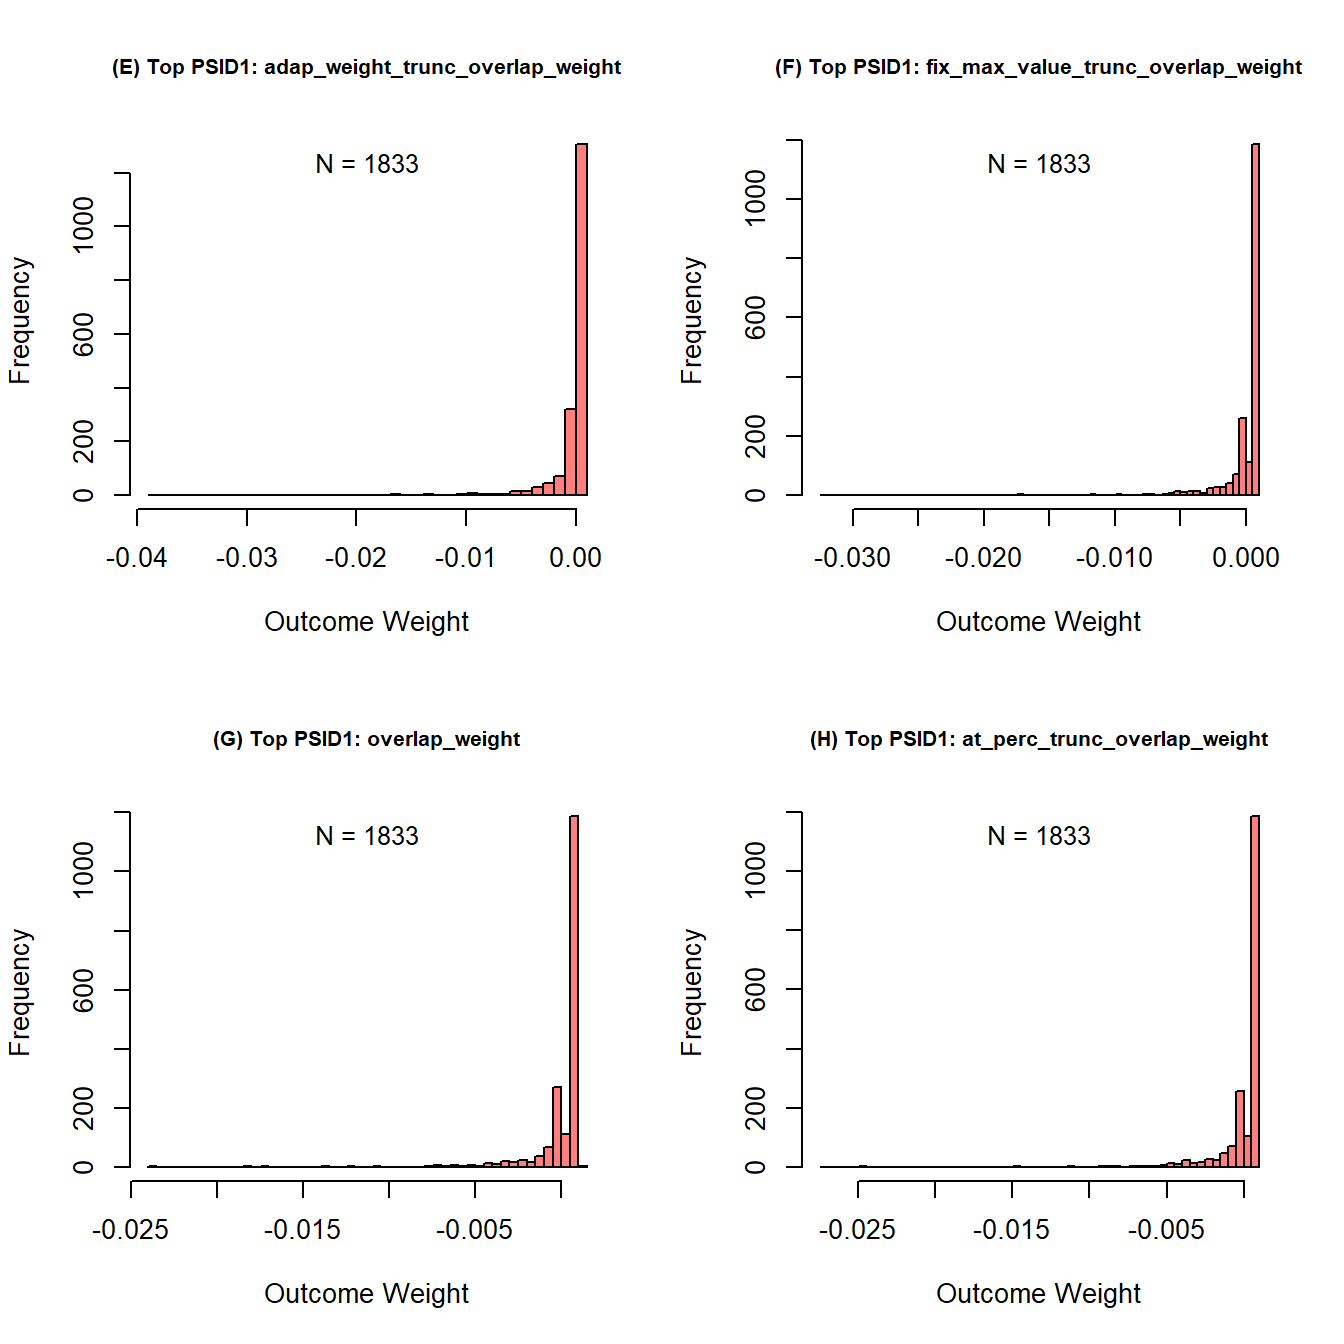 (E) Top PSID1: adap_weight_trunc_overlap_weight
N = 1833
Frequency
0
200
600
1000
-0.04
-0.03
-0.02
-0.01
0.00
Outcome Weight
(F) Top PSID1: fix_max_value_trunc_overlap_weight
N = 1833
Frequency
0
200
600
1000
-0.030
-0.020
-0.010
0.000
Outcome Weight
(G) Top PSID1: overlap_weight
N = 1833
Frequency
0
200
600
1000
-0.025
-0.015
-0.005
Outcome Weight
(H) Top PSID1: at_perc_trunc_overlap_weight
N = 1833
Frequency
0
200
600
1000
-0.025
-0.015
-0.005
Outcome Weight